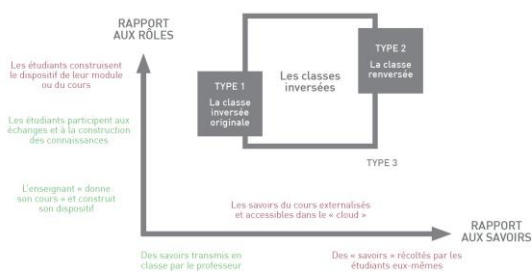 RAPPORT
AUX RÔLES
Les étudiants construisent
le dispositif de leur module
ou du cours
Les étudiants participent aux
échanges et à la construction
des connaissances
L'enseignant « donne
son cours » et construit
son dispositif
TYPE 1
La classe
inversée
originale
Les classes
inversées
TYPE 2
La classe
renversée
TYPE 3
Les savoirs du cours externalisés
et accessibles dans le « cloud »
RAPPORT
AUX SAVOIRS
Des savoirs transmis en
classe par le professeur
Des « savoirs » récoltés par les
étudiants eux-mêmes